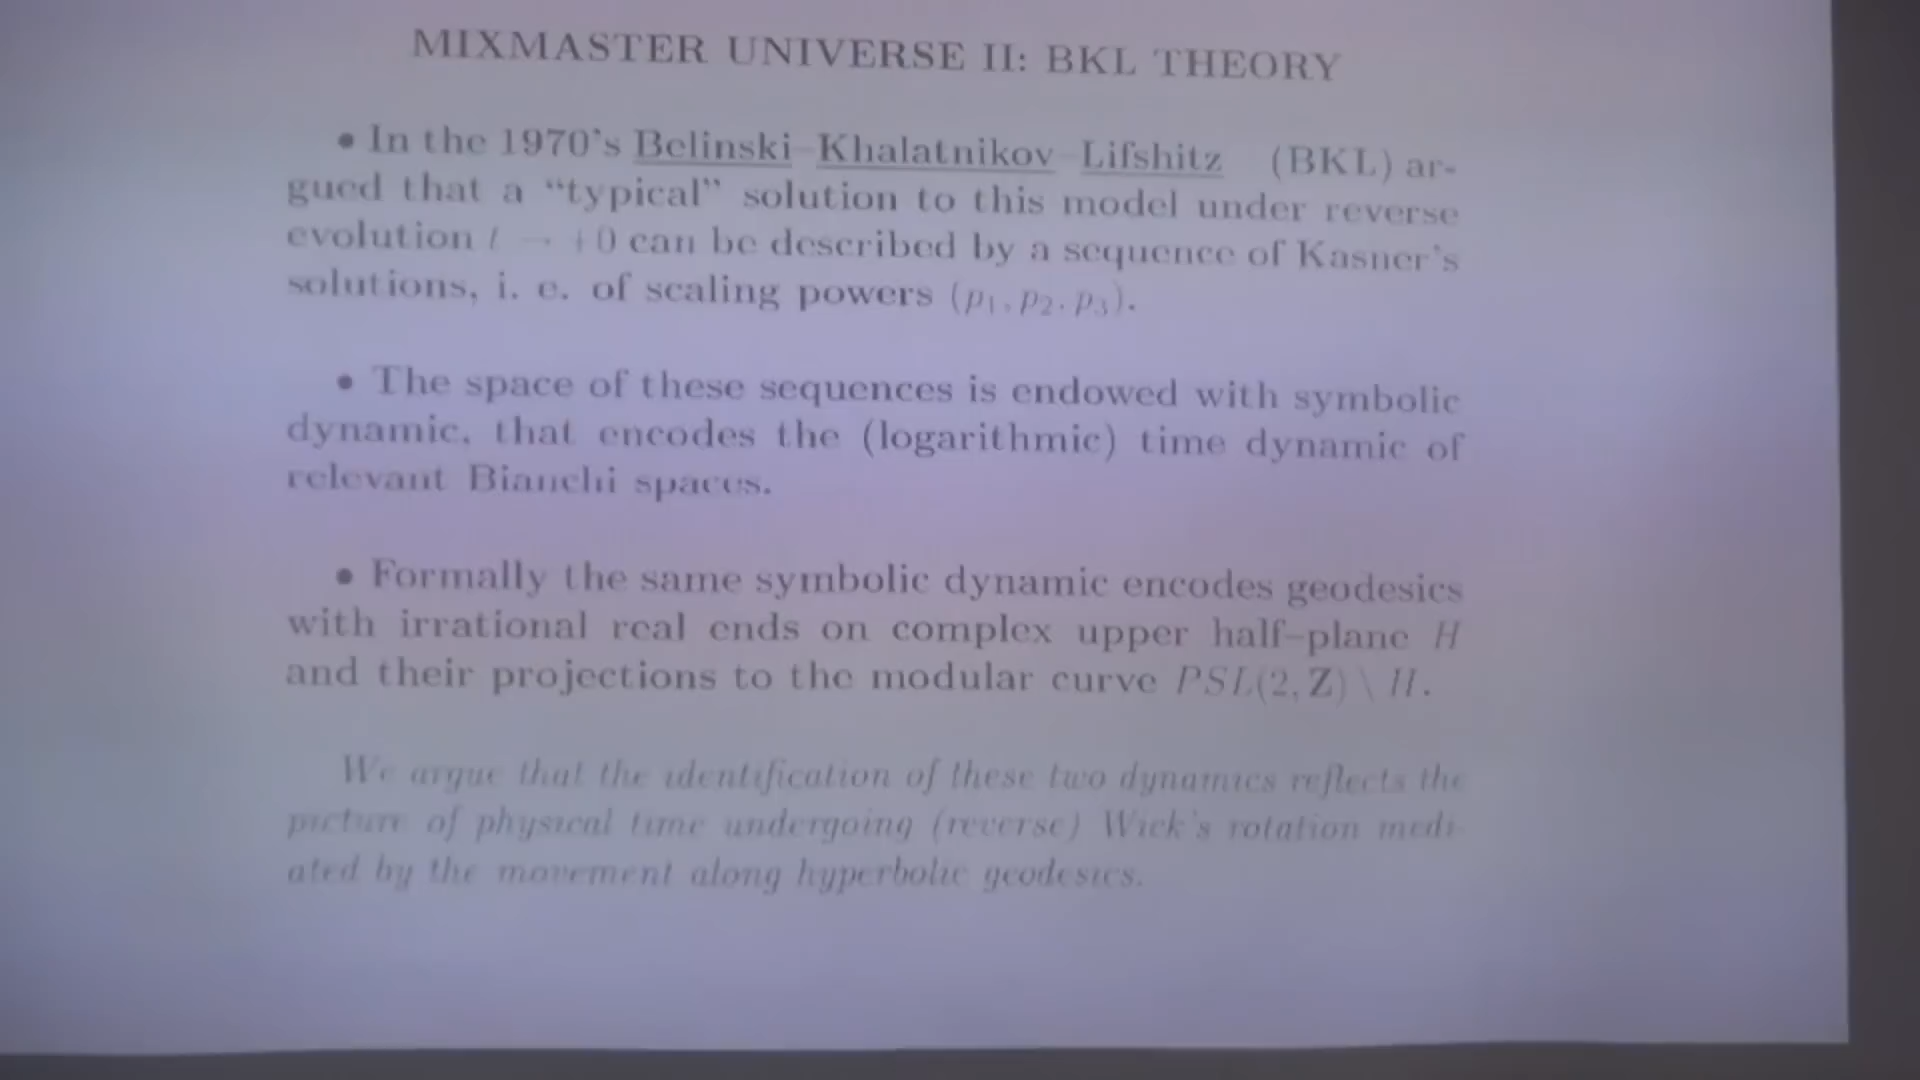 MIXMASTER UNIVERSE II: BKL THEORY
• In the 1970's Belinski–Khalatnikov–Lifshitz (BKL) ar-
gued that a “typical” solution to this model under reverse
evolution t → +0 can be described by a sequence of Kasner's
solutions, i. e. of scaling powers (p₁, p₂, p₃).
• The space of these sequences is endowed with symbolic
dynamic, that encodes the (logarithmic) time dynamic of
relevant Bianchi spaces.
• Formally the same symbolic dynamic encodes geodesics
with irrational real ends on complex upper half–plane H
and their projections to the modular curve PSL(2, Z) \ H.
We argue that the identification of these two dynamics reflects the
picture of physical time undergoing (reverse) Wick's rotation medi-
ated by the movement along hyperbolic geodesics.